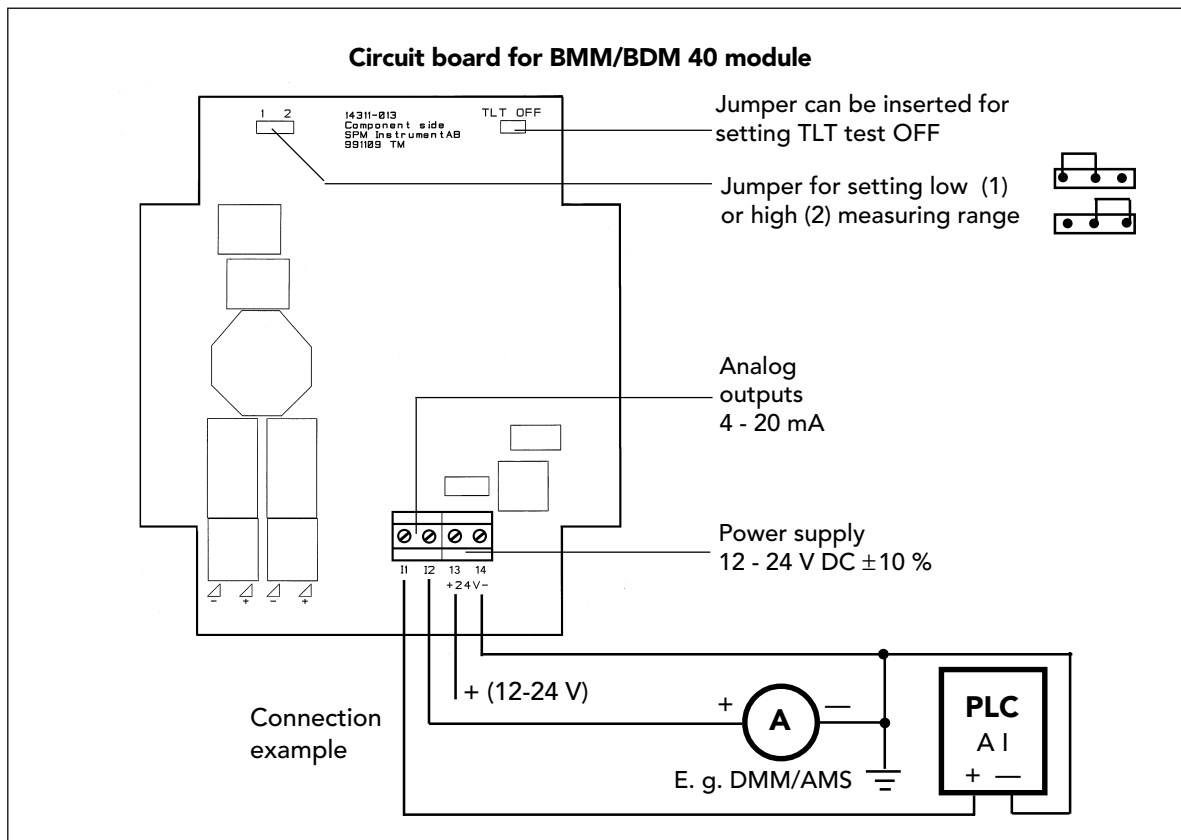 Circuit board for BMM/BDM 40 module
1 2
14311-013
Component side
SPM InstrumentAB
991109 TM
TLT OFF
Jumper can be inserted for
setting TLT test OFF
Jumper for setting low (1)
or high (2) measuring range
Analog
outputs
4 - 20 mA
Power supply
12 - 24 V DC ±10 %
I1 I2 13 14
+24V-
- + - +
+ (12-24 V)
Connection
example
+ A —
E. g. DMM/AMS
PLC
A I
+ —